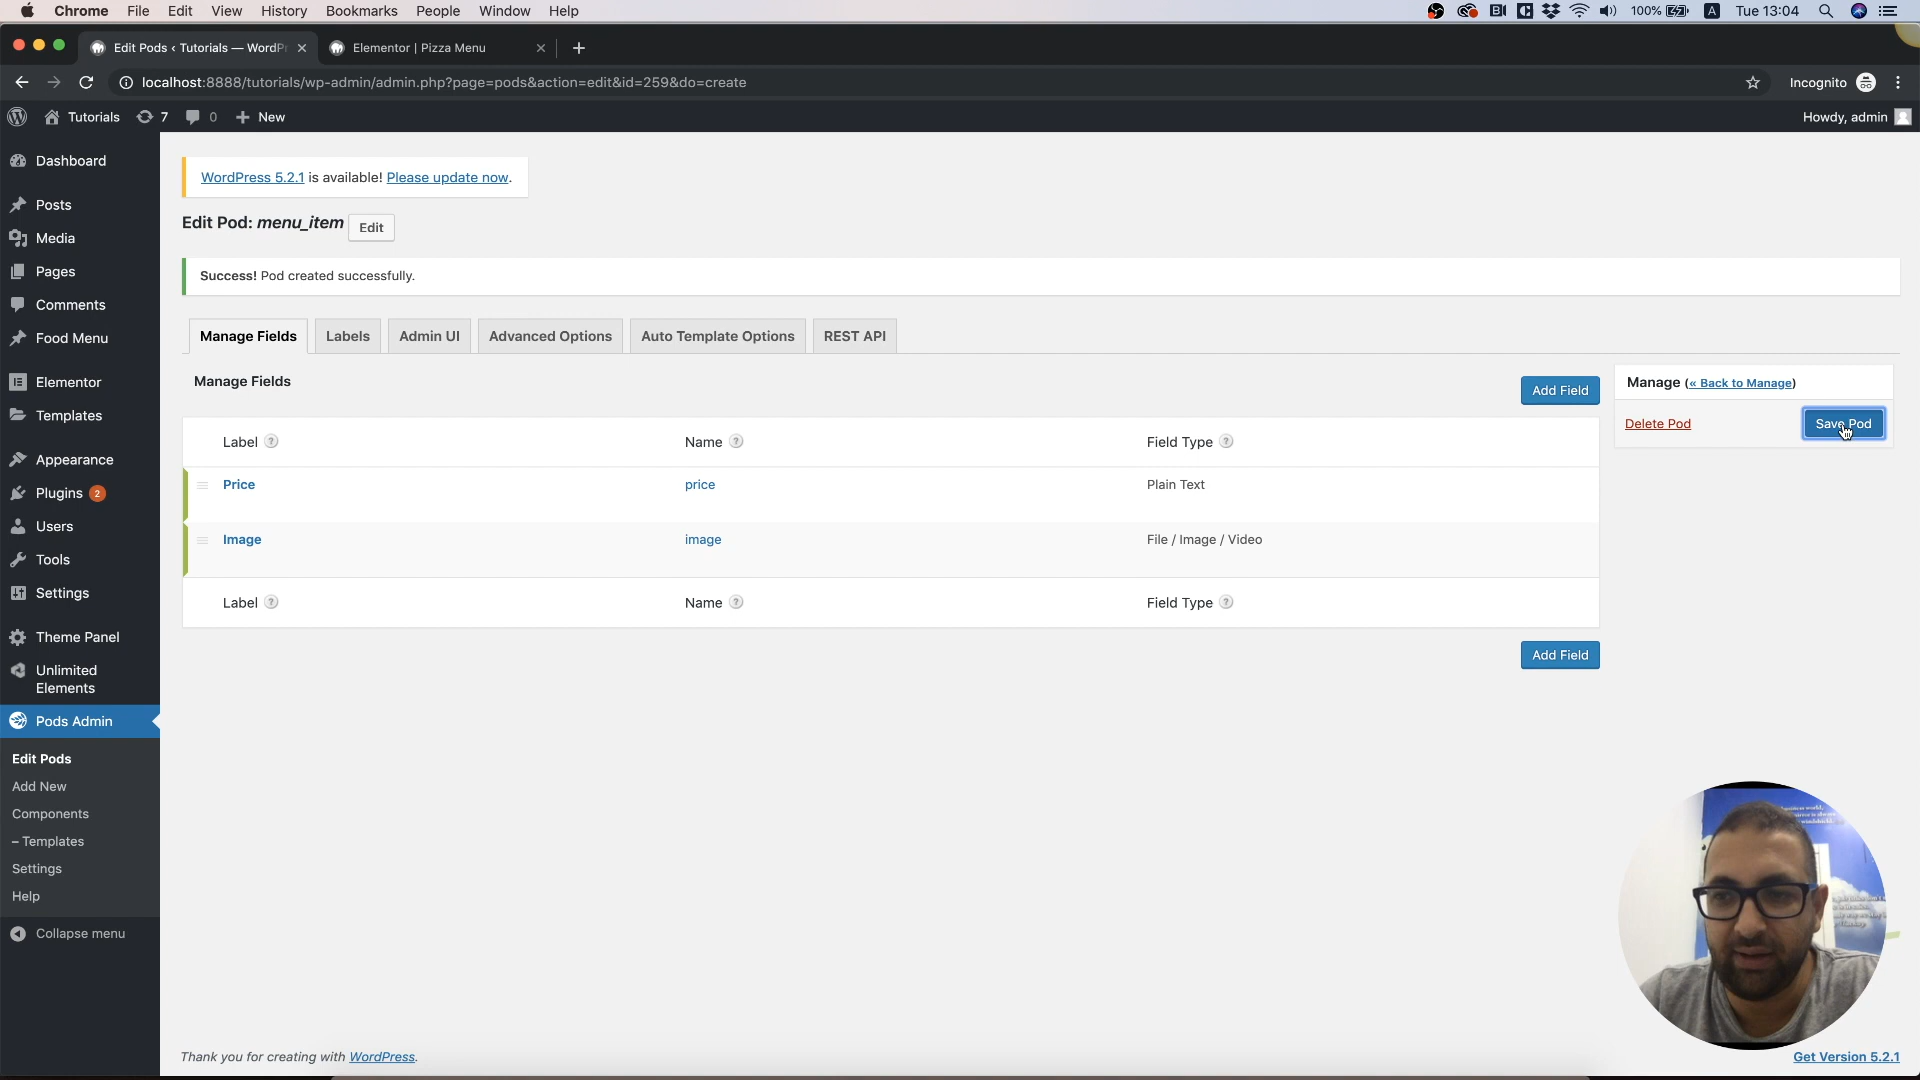 Chrome File Edit View History Bookmarks People Window Help 100% A Tue 13:04
Edit Pods ‹ Tutorials — WordPr Elementor | Pizza Menu
localhost:8888/tutorials/wp-admin/admin.php?page=pods&action=edit&id=259&do=create Incognito
Tutorials 7 0 New Howdy, admin
Dashboard
Posts
Media
Pages
Comments
Food Menu
Elementor
Templates
Appearance
Plugins 2
Users
Tools
Settings
Theme Panel
Unlimited
Elements
Pods Admin
Edit Pods
Add New
Components
– Templates
Settings
Help
Collapse menu
WordPress 5.2.1 is available! Please update now.
Edit Pod: menu_item Edit
Success! Pod created successfully.
Manage Fields Labels Admin UI Advanced Options Auto Template Options REST API
Manage Fields
Add Field
Label ? Name ? Field Type ?
Price price Plain Text
Image image File / Image / Video
Label ? Name ? Field Type ?
Add Field
Manage (« Back to Manage)
Delete Pod Save Pod
Thank you for creating with WordPress.
Get Version 5.2.1